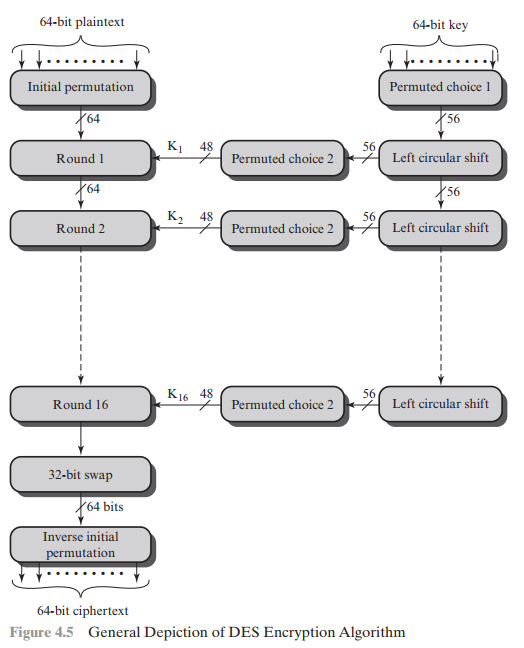 64-bit plaintext
64-bit key
Initial permutation
Permuted choice 1
64
56
Round 1
K1
48
Permuted choice 2
56
Left circular shift
64
56
Round 2
K2
48
Permuted choice 2
56
Left circular shift
Round 16
K16
48
Permuted choice 2
56
Left circular shift
32-bit swap
64 bits
Inverse initial
permutation
64-bit ciphertext
Figure 4.5 General Depiction of DES Encryption Algorithm